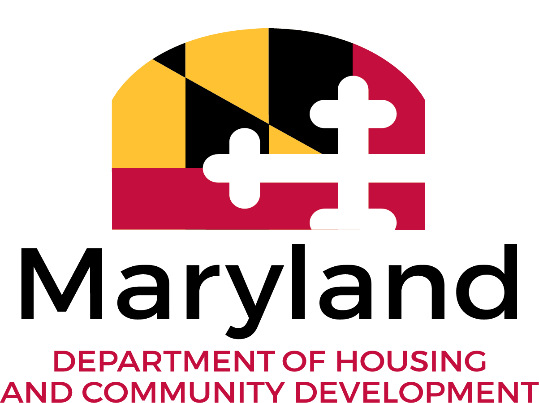 Maryland
DEPARTMENT OF HOUSING
AND COMMUNITY DEVELOPMENT